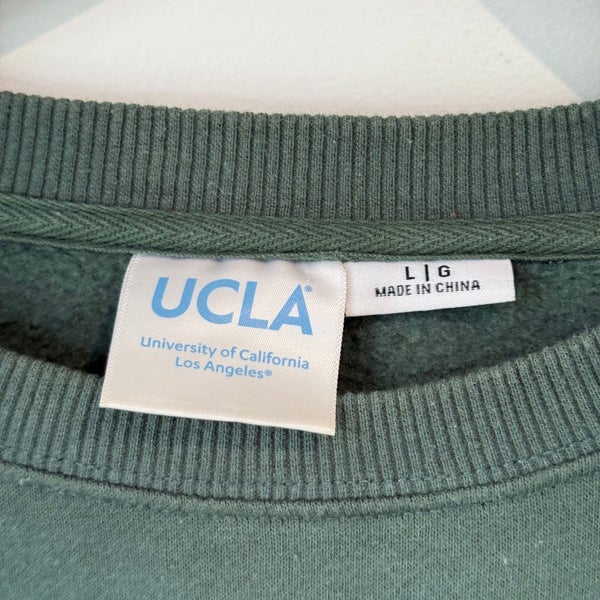 UCLA®
University of California
Los Angeles®
L | G
MADE IN CHINA